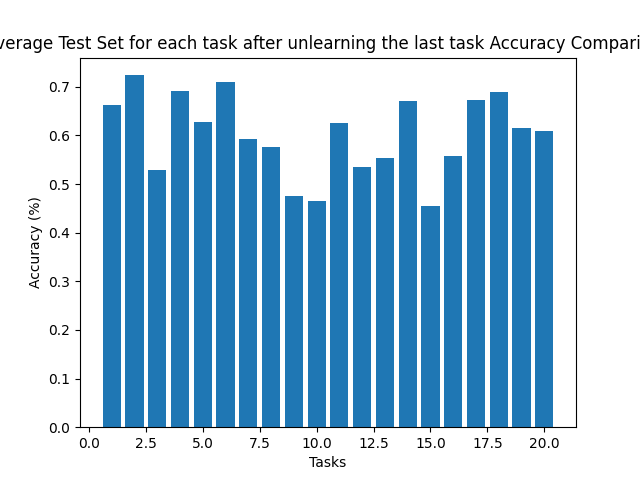 verage Test Set for each task after unlearning the last task Accuracy Compari
0.7
0.6
0.5
0.4
0.3
0.2
0.1
0.0
Accuracy (%)
0.0 2.5 5.0 7.5 10.0 12.5 15.0 17.5 20.0
Tasks